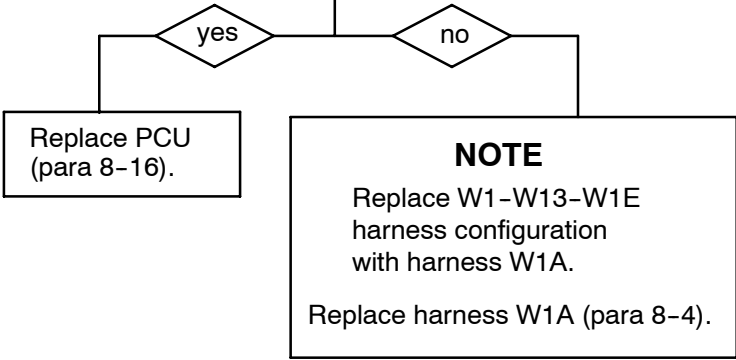 yes
no
Replace PCU
(para 8-16).
NOTE
Replace W1-W13-W1E
harness configuration
with harness W1A.
Replace harness W1A (para 8-4).